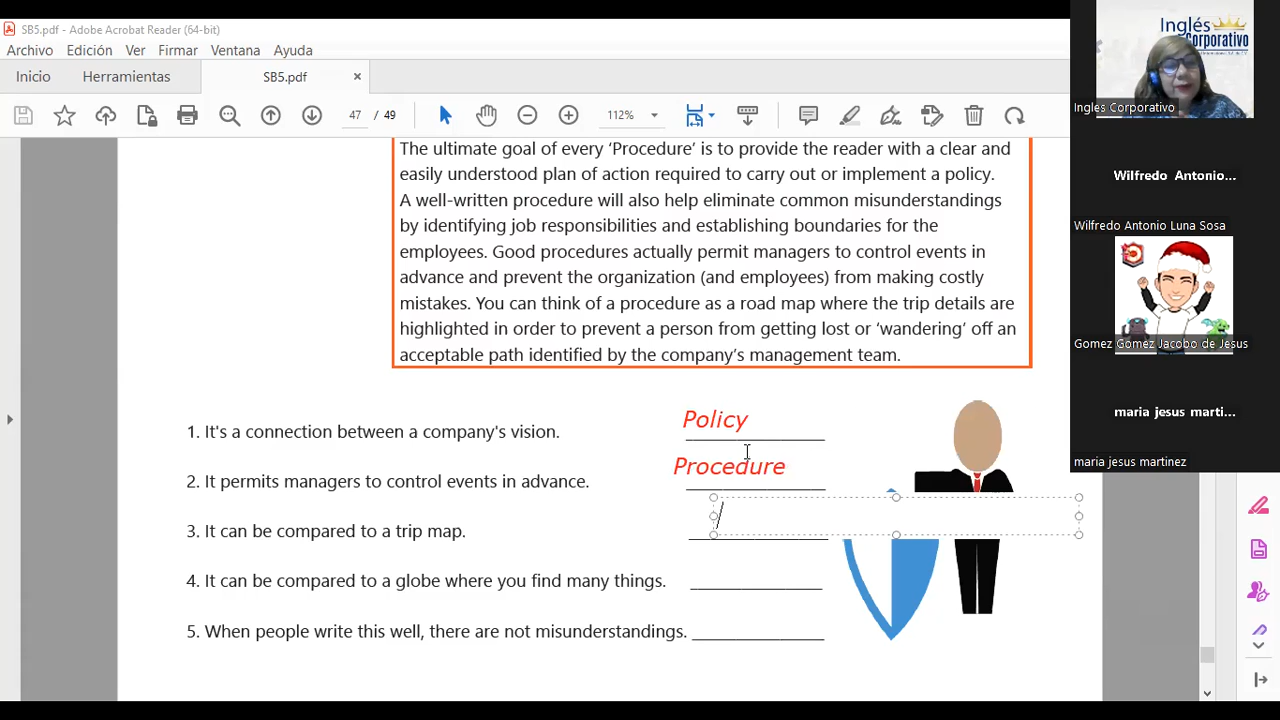 SB5.pdf - Adobe Acrobat Reader (64-bit)
Archivo Edición Ver Firmar Ventana Ayuda
Inicio Herramientas SB5.pdf ×
47 / 49 112%
The ultimate goal of every ‘Procedure’ is to provide the reader with a clear and
easily understood plan of action required to carry out or implement a policy.
A well-written procedure will also help eliminate common misunderstandings
by identifying job responsibilities and establishing boundaries for the
employees. Good procedures actually permit managers to control events in
advance and prevent the organization (and employees) from making costly
mistakes. You can think of a procedure as a road map where the trip details are
highlighted in order to prevent a person from getting lost or ‘wandering’ off an
acceptable path identified by the company’s management team.
1. It's a connection between a company's vision. Policy
2. It permits managers to control events in advance. Procedure
3. It can be compared to a trip map.
4. It can be compared to a globe where you find many things.
5. When people write this well, there are not misunderstandings.
Inglés
Corporativo
Ingles Corporativo
Wilfredo Antonio...
Wilfredo Antonio Luna Sosa
Gomez Gomez Jacobo de Jesus
maria jesus marti...
maria jesus martinez